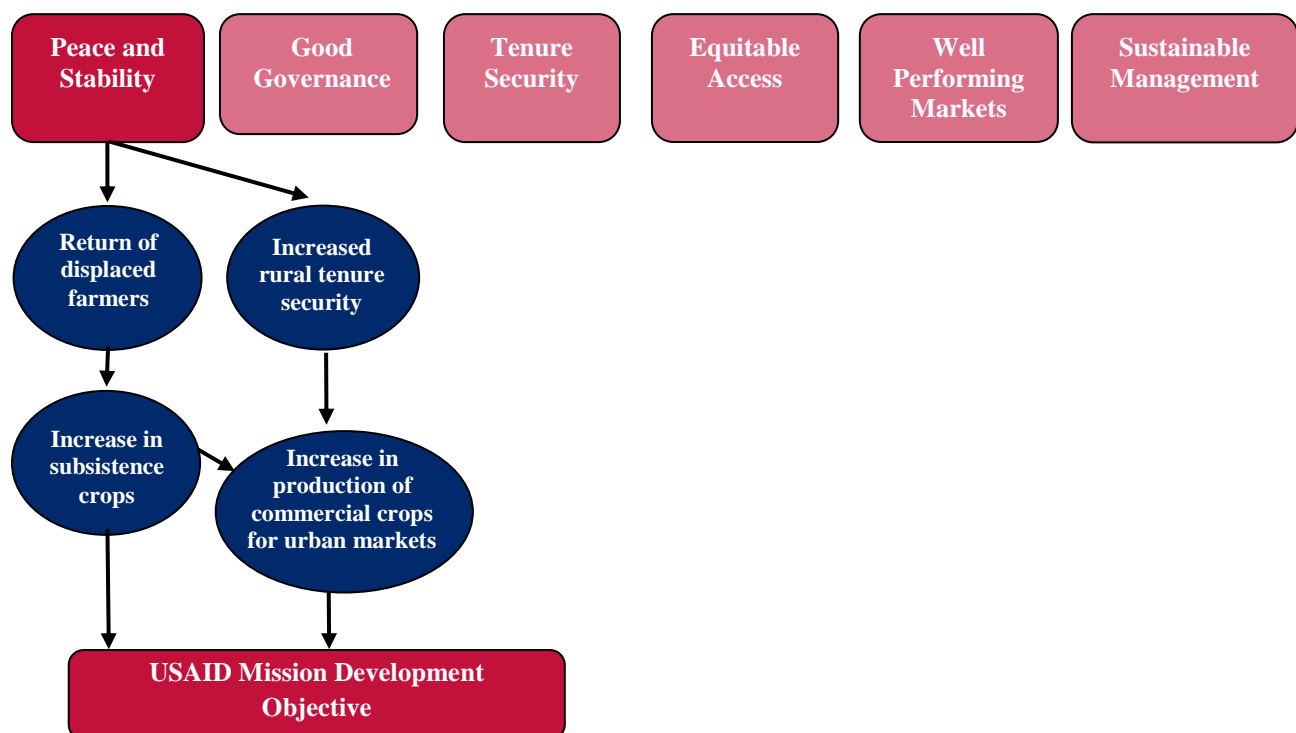 Peace and
Stability
Good
Governance
Tenure
Security
Equitable
Access
Well
Performing
Markets
Sustainable
Management
Return of
displaced
farmers
Increased
rural tenure
security
Increase in
subsistence
crops
Increase in
production of
commercial crops
for urban markets
USAID Mission Development
Objective